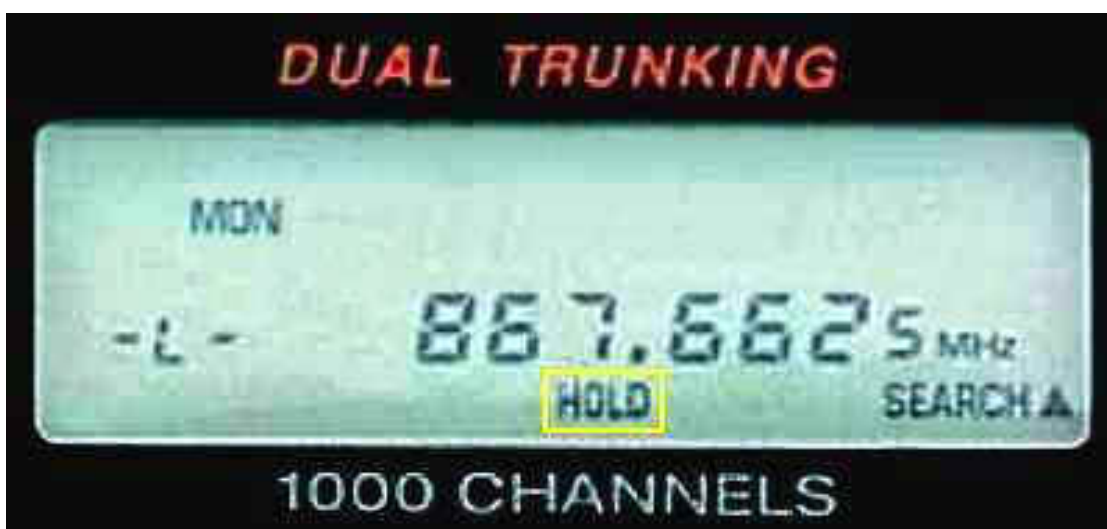 DUAL TRUNKING
MON
-L- 867.6625 MHz
HOLD SEARCH ▲
1000 CHANNELS